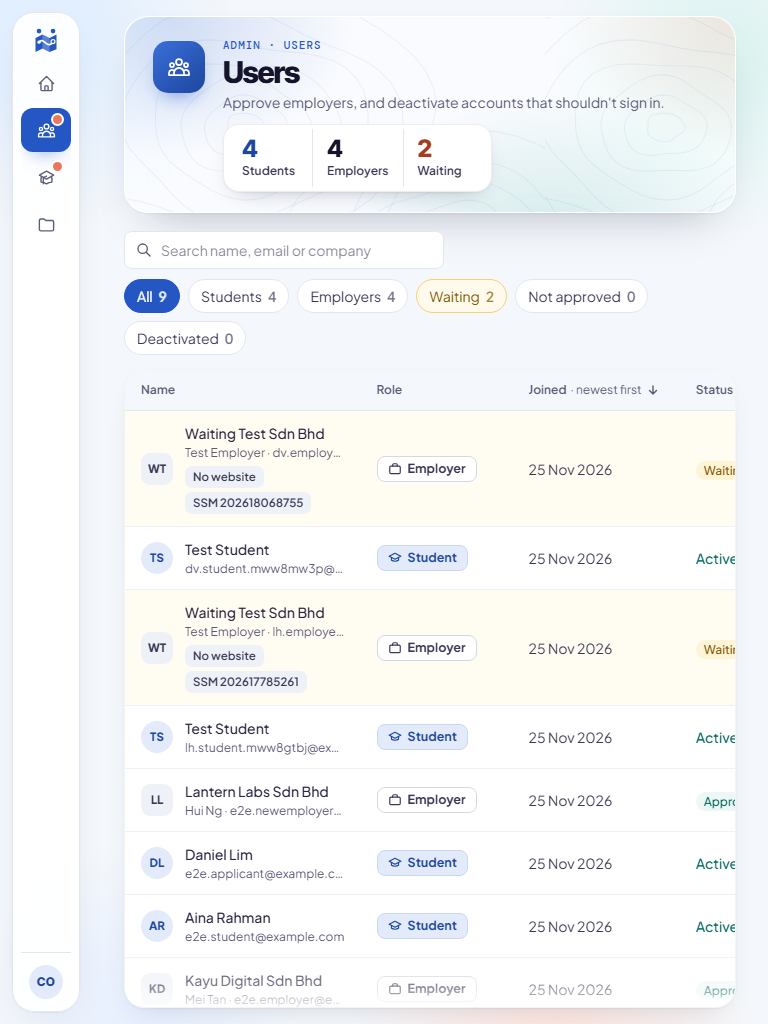 ADMIN · USERS
Users
Approve employers, and deactivate accounts that shouldn't sign in.
4 4 2
Students Employers Waiting
Search name, email or company
All 9 Students 4 Employers 4 Waiting 2 Not approved 0
Deactivated 0
Name Role Joined · newest first Status
Waiting Test Sdn Bhd
Test Employer · dv.employ…
WT Employer 25 Nov 2026
No website
SSM 202618068755
Test Student
TS Student 25 Nov 2026 Active
dv.student.mww8mw3p@…
Waiting Test Sdn Bhd
Test Employer · lh.employe…
WT Employer 25 Nov 2026
No website
SSM 202617785261
Test Student
TS Student 25 Nov 2026 Active
lh.student.mww8gtbj@ex…
Lantern Labs Sdn Bhd
LL Employer 25 Nov 2026
Hui Ng · e2e.newemployer…
Daniel Lim
DL Student 25 Nov 2026 Active
e2e.applicant@example.c…
Aina Rahman
AR Student 25 Nov 2026 Active
e2e.student@example.com
Kayu Digital Sdn Bhd
KD Employer 25 Nov 2026
Mei Tan · e2e.employer@e…
CO